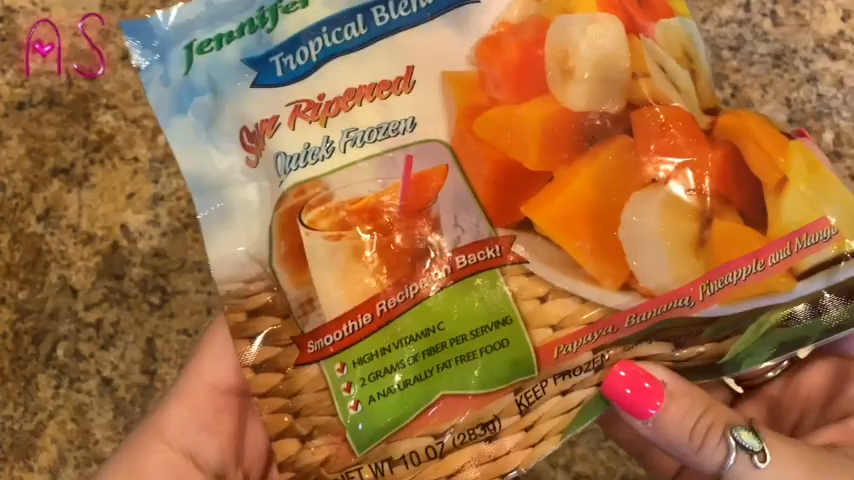 AS
Jennifer
Tropical Blend
Sun Ripened
Quick Frozen
Smoothie Recipe on Back!
HIGH IN VITAMIN C
2 GRAMS OF FIBER PER SERVING
A NATURALLY FAT FREE FOOD
Papaya, Banana, Pineapple and Mango
KEEP FROZEN
NET WT 10 OZ (283g)